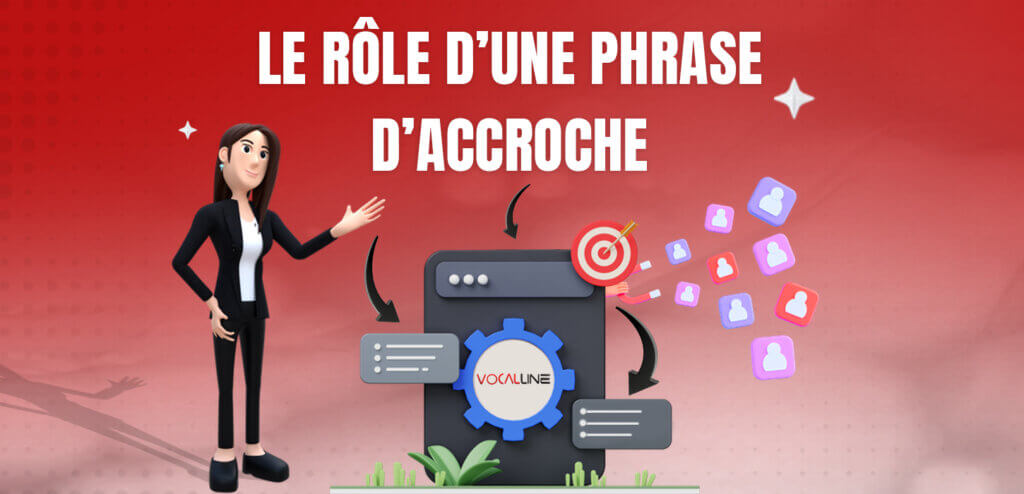 LE RÔLE D’UNE PHRASE
D’ACCROCHE
VOCALLINE